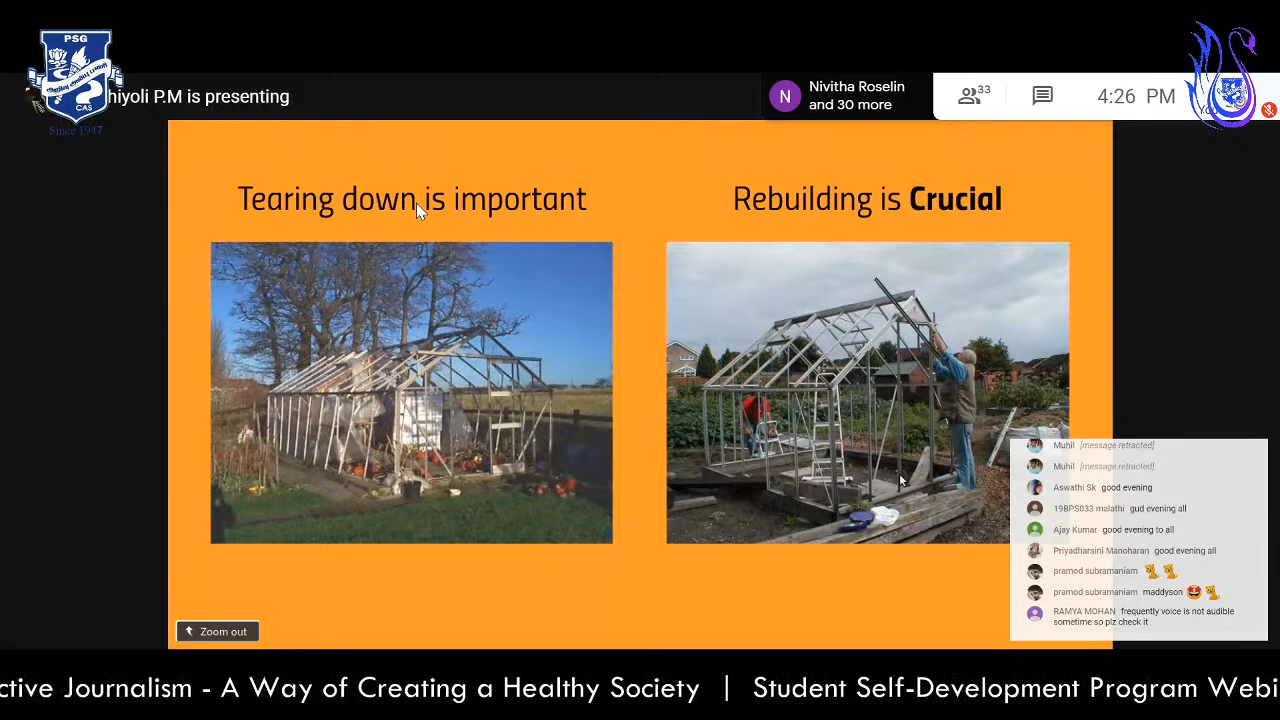 PSG
CAS
Since 1947
hiyoli P.M is presenting
N
Nivitha Roselin
and 30 more
33
4:26 PM
Tearing down is important
Rebuilding is Crucial
Muhil [message retracted]
Muhil [message retracted]
Aswathi Sk good evening
19BPS033 malathi gud evening all
Ajay Kumar good evening to all
Priyadharsini Manoharan good evening all
pramod subramaniam 🐆 🐆
pramod subramaniam maddyson 🤩 🐆
RAMYA MOHAN frequently voice is not audible
sometime so plz check it
Zoom out
ctive Journalism - A Way of Creating a Healthy Society | Student Self-Development Program Webi